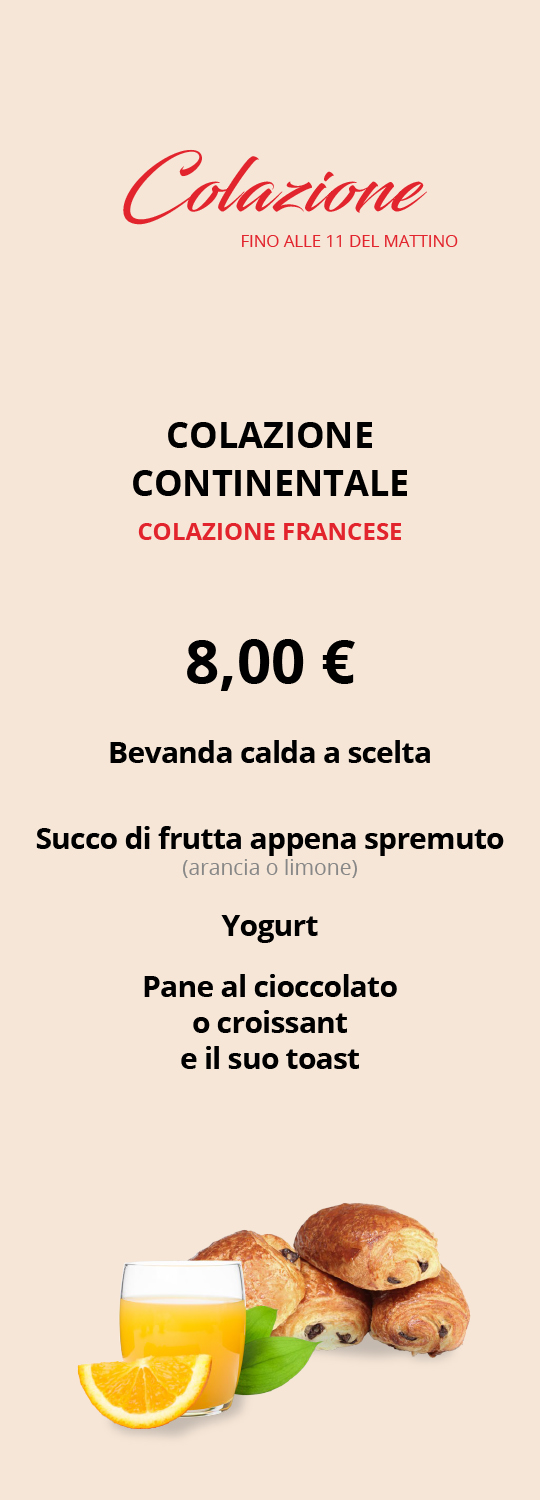 Colazione
FINO ALLE 11 DEL MATTINO
COLAZIONE
CONTINENTALE
COLAZIONE FRANCESE
8,00 €
Bevanda calda a scelta
Succo di frutta appena spremuto
(arancia o limone)
Yogurt
Pane al cioccolato
o croissant
e il suo toast